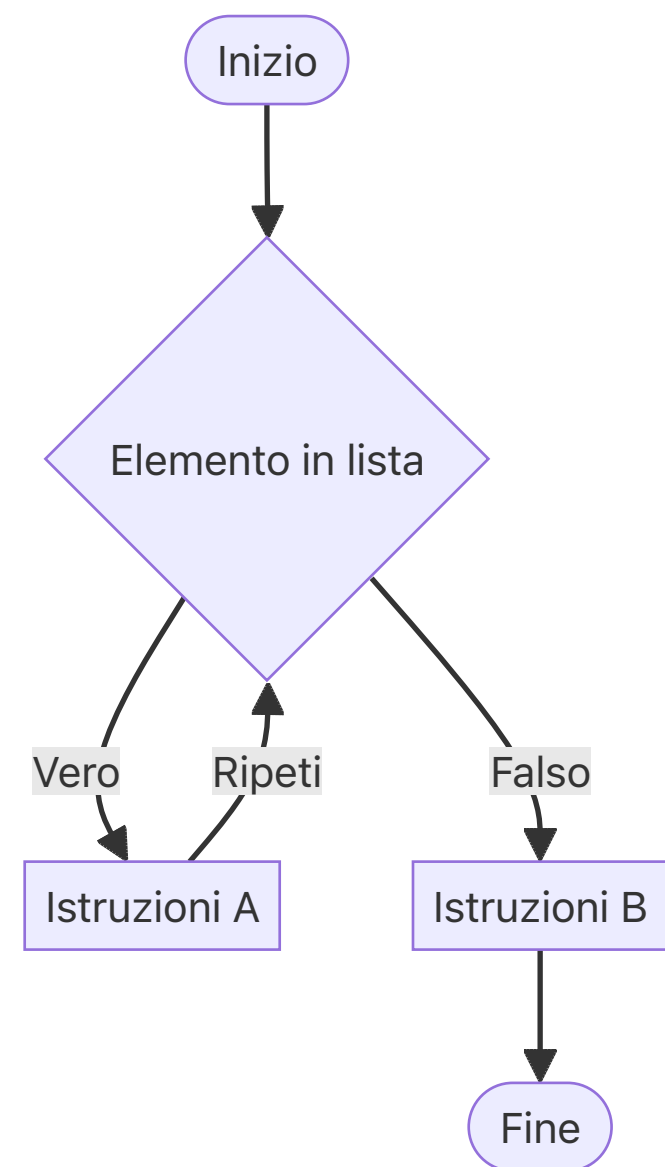 Inizio
Elemento in lista
Vero
Ripeti
Falso
Istruzioni A
Istruzioni B
Fine